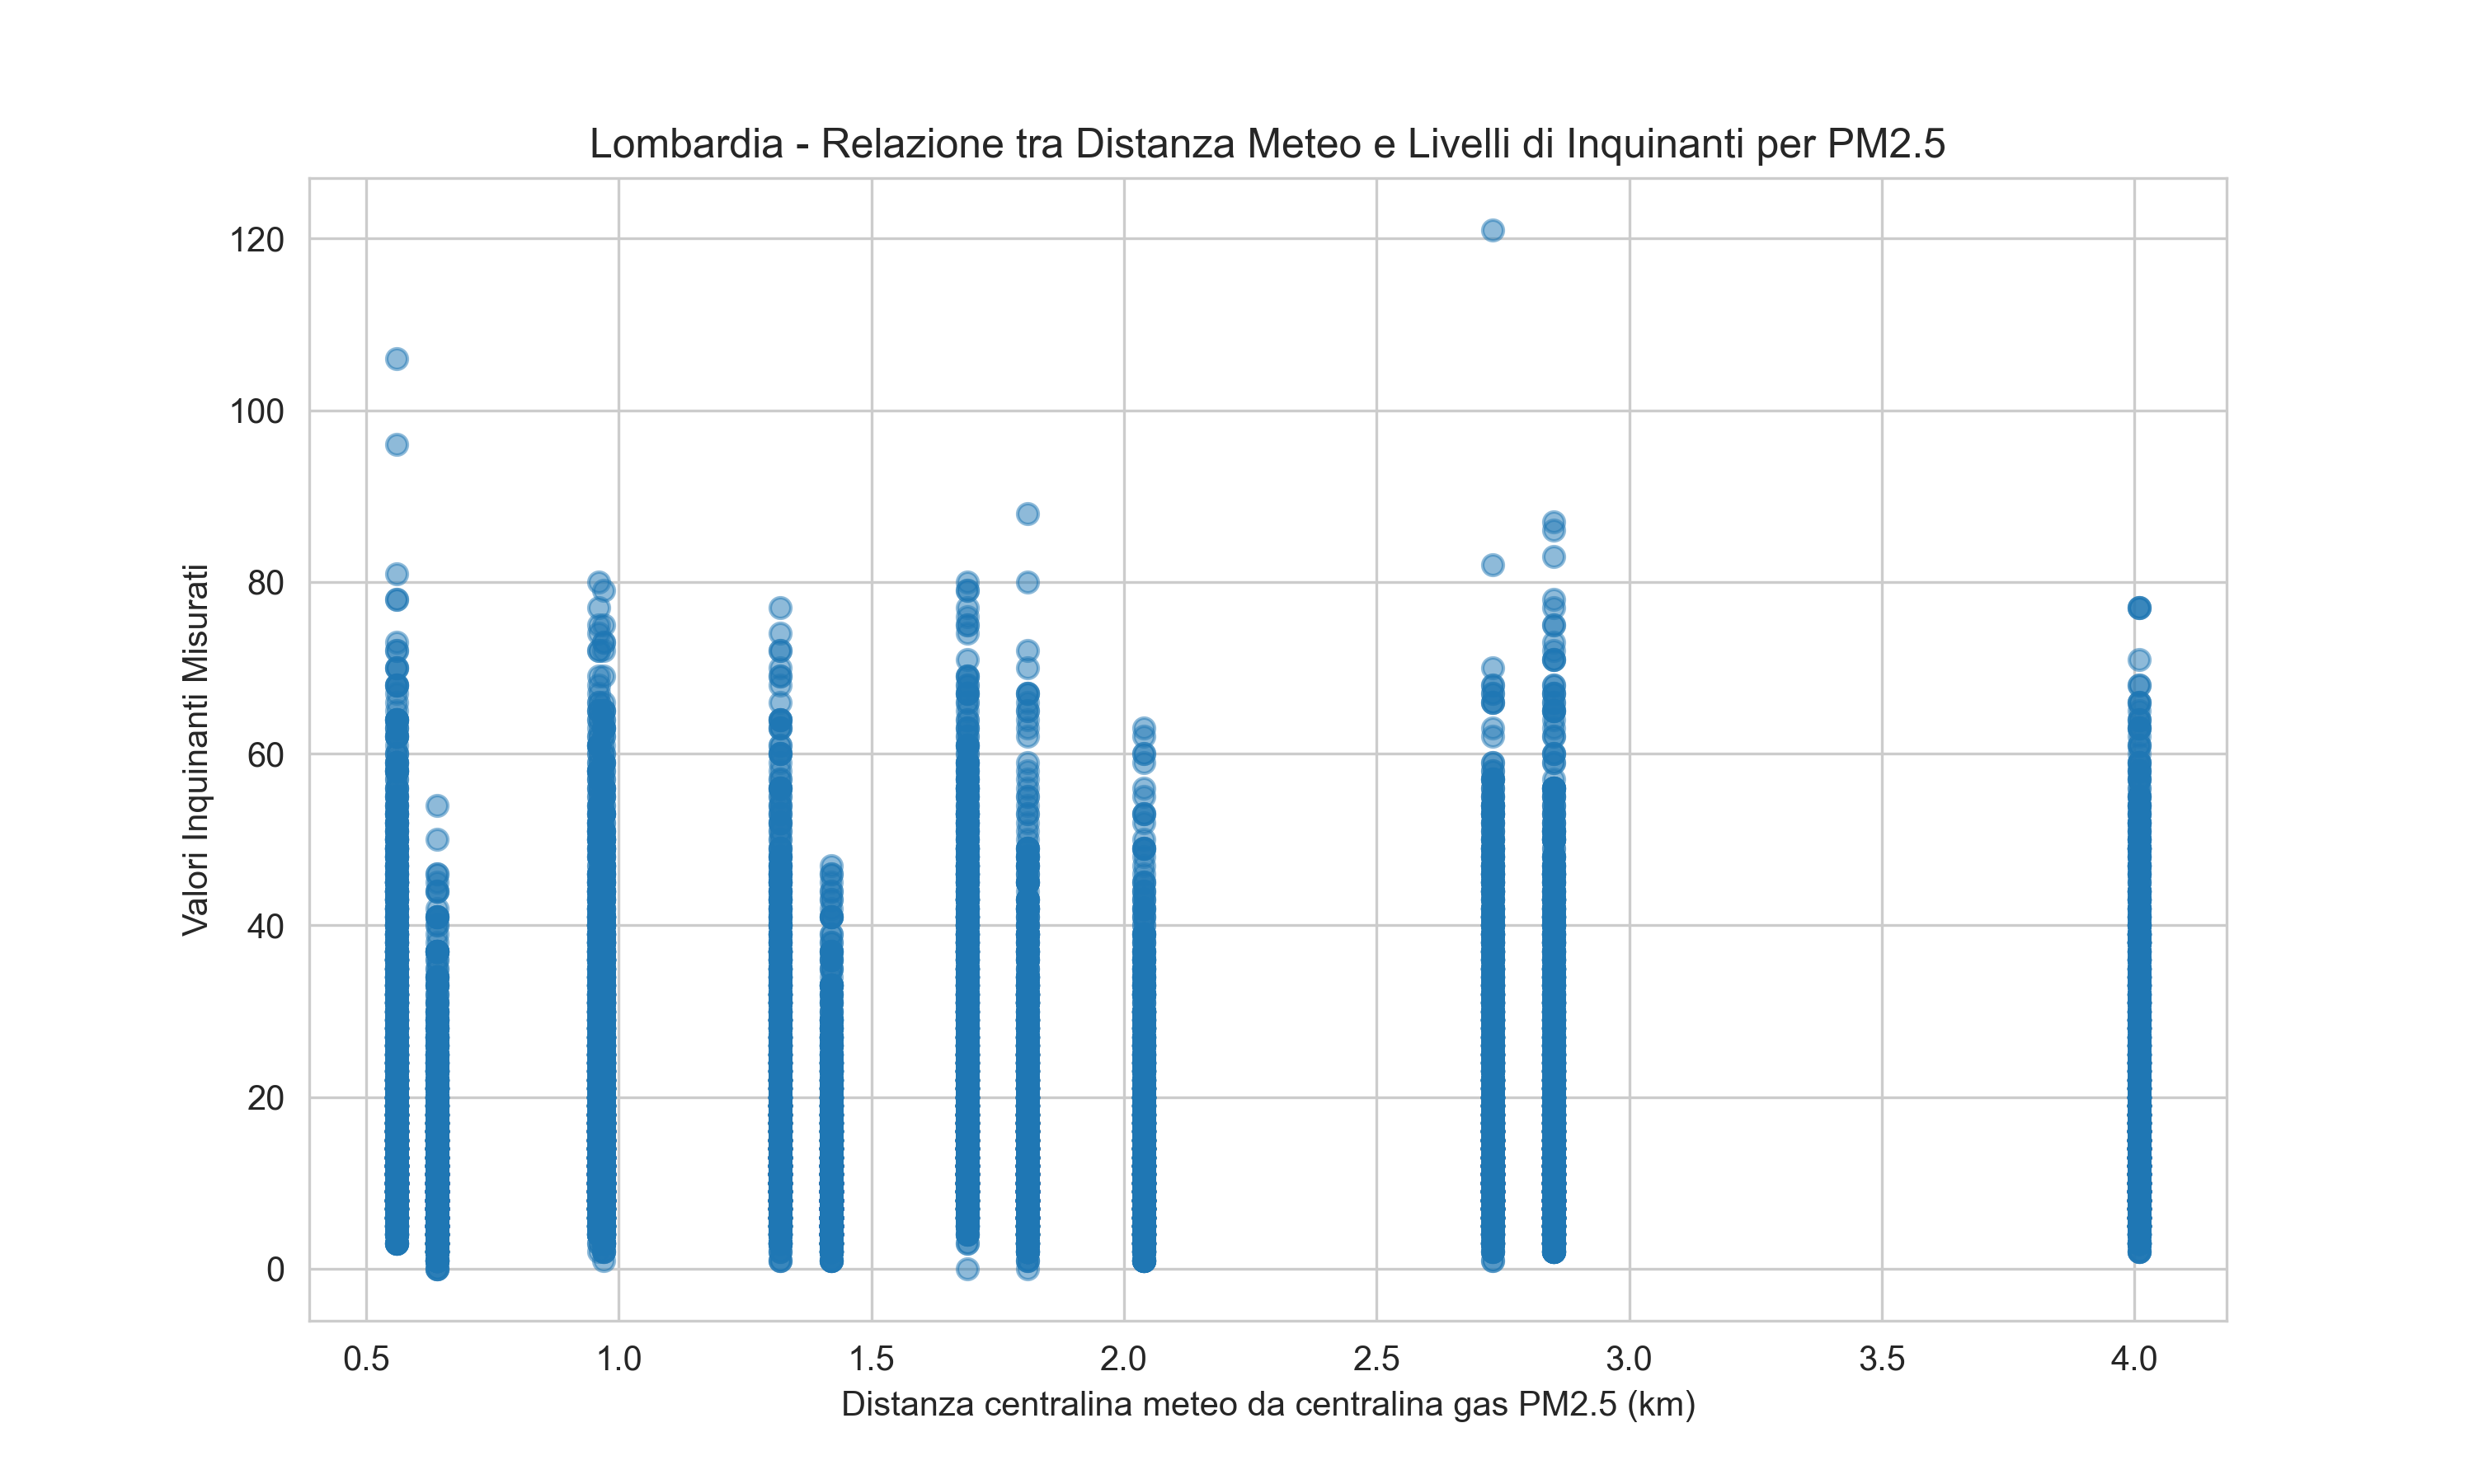 Lombardia - Relazione tra Distanza Meteo e Livelli di Inquinanti per PM2.5
Valori Inquinanti Misurati
120
100
80
60
40
20
0
0.5 1.0 1.5 2.0 2.5 3.0 3.5 4.0
Distanza centralina meteo da centralina gas PM2.5 (km)